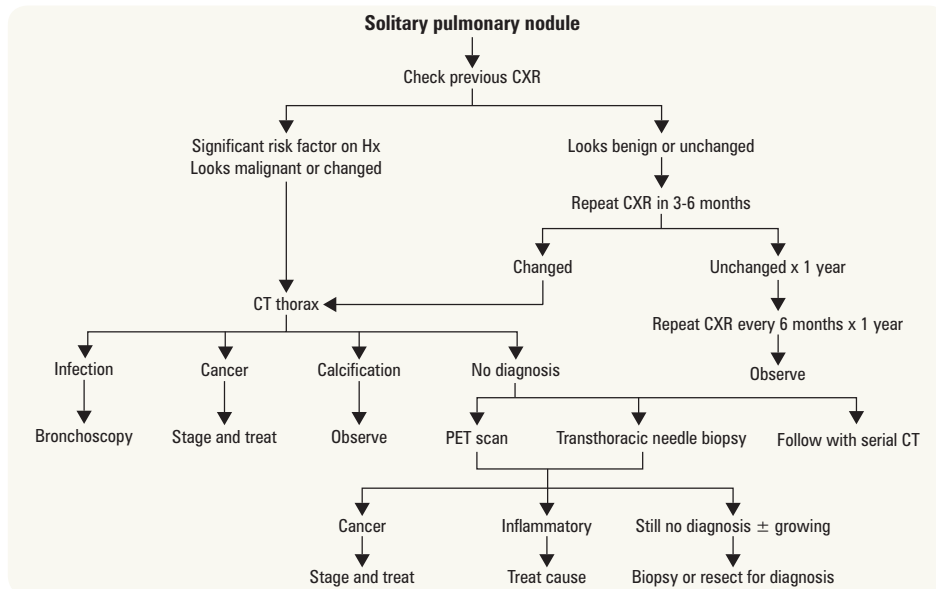 Solitary pulmonary nodule
Check previous CXR
Significant risk factor on Hx
Looks malignant or changed
Looks benign or unchanged
Repeat CXR in 3-6 months
Changed
Unchanged x 1 year
CT thorax
Repeat CXR every 6 months x 1 year
Infection
Cancer
Calcification
No diagnosis
Observe
Bronchoscopy
Stage and treat
Observe
PET scan
Transthoracic needle biopsy
Follow with serial CT
Cancer
Inflammatory
Still no diagnosis ± growing
Stage and treat
Treat cause
Biopsy or resect for diagnosis